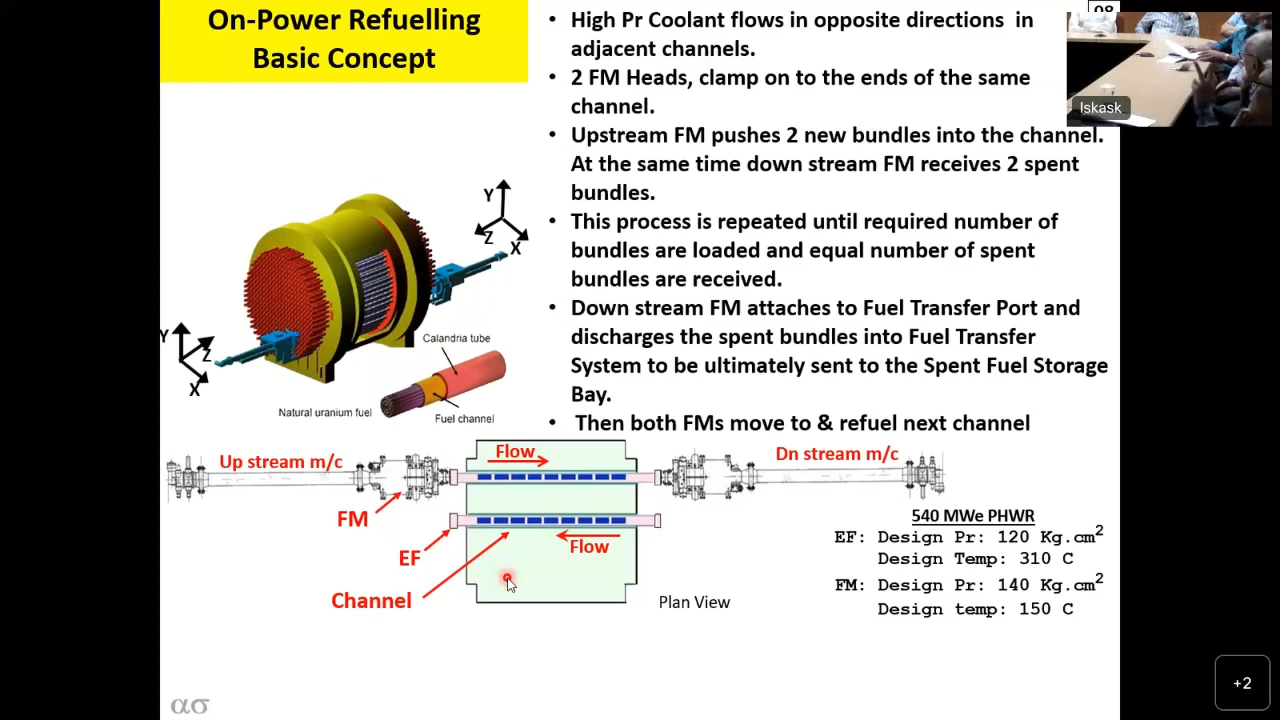 On-Power Refuelling
Basic Concept
• High Pr Coolant flows in opposite directions in
adjacent channels.
• 2 FM Heads, clamp on to the ends of the same
channel.
• Upstream FM pushes 2 new bundles into the channel.
At the same time down stream FM receives 2 spent
bundles.
• This process is repeated until required number of
bundles are loaded and equal number of spent
bundles are received.
• Down stream FM attaches to Fuel Transfer Port and
discharges the spent bundles into Fuel Transfer
System to be ultimately sent to the Spent Fuel Storage
Bay.
• Then both FMs move to & refuel next channel
Iskask
Y
Z
X
Y
Z
X
Calandria tube
Natural uranium fuel
Fuel channel
Up stream m/c
Flow
Dn stream m/c
FM
EF
Flow
Channel
Plan View
540 MWe PHWR
EF: Design Pr: 120 Kg.cm2
Design Temp: 310 C
FM: Design Pr: 140 Kg.cm2
Design temp: 150 C
+2
ασ